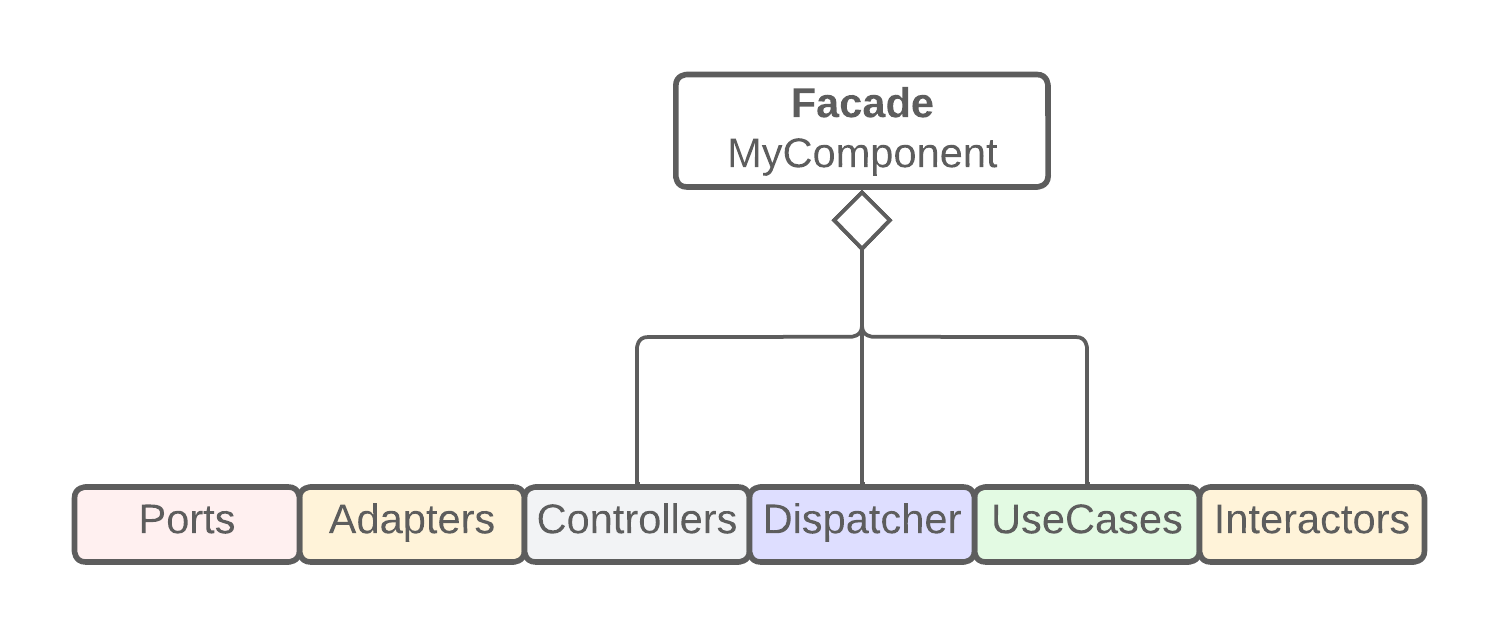 Facade
MyComponent
Ports
Adapters
Controllers
Dispatcher
UseCases
Interactors